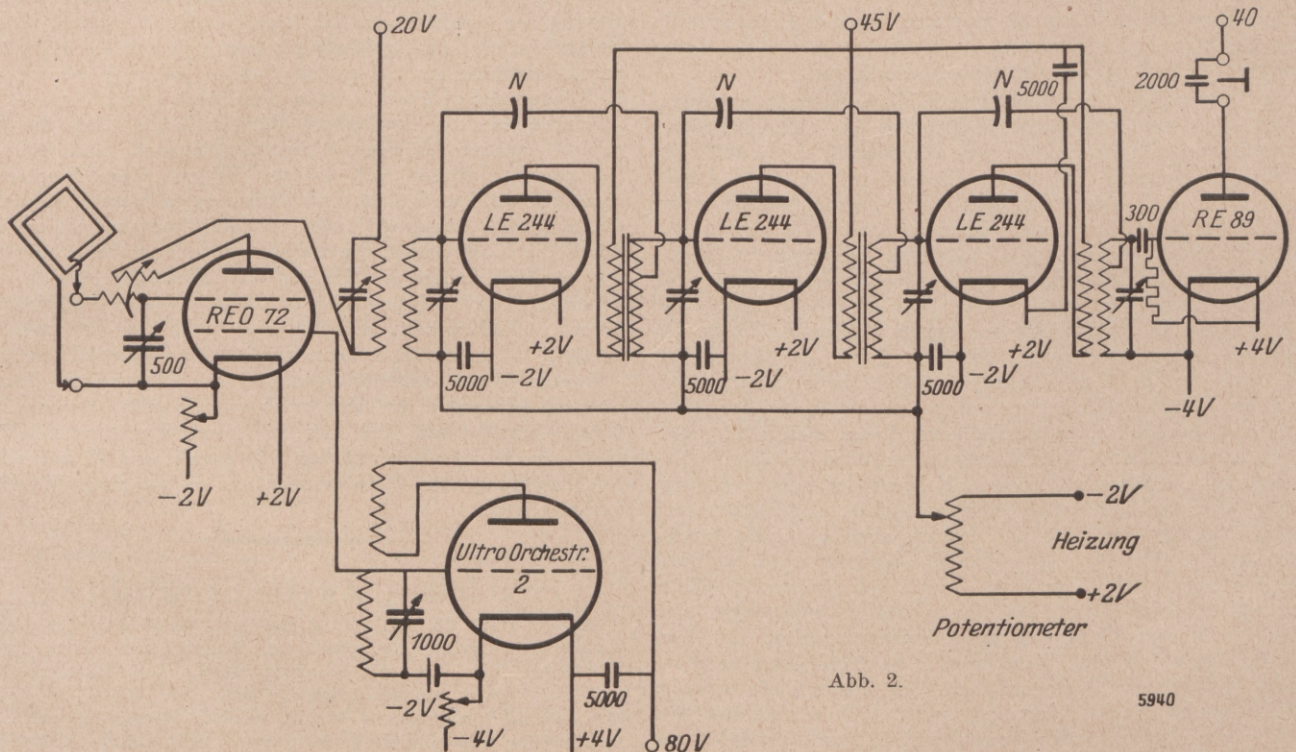 20V
45V
40
N
N
N
5000
2000
LE 244
LE 244
LE 244
300
RE 89
REO 72
500
+2V
+2V
+2V
+4V
5000
-2V
5000
-2V
5000
-2V
-4V
-2V
+2V
-2V
Heizung
+2V
Potentiometer
Ultro Orchestr.
2
1000
-2V
5000
-4V
+4V
80V
Abb. 2.
5940